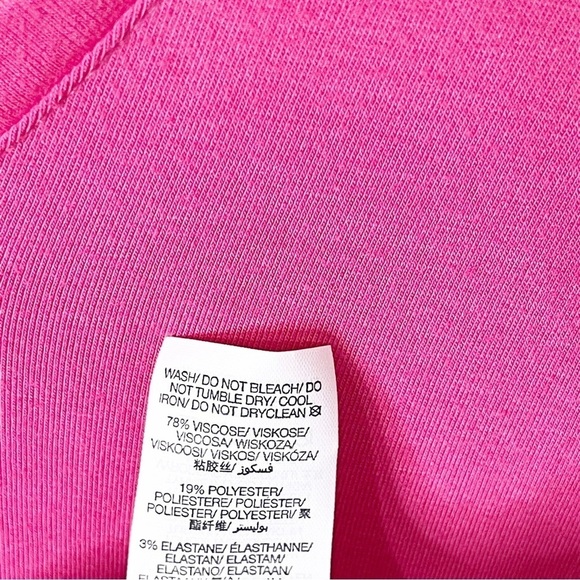 WASH/ DO NOT BLEACH/ DO
NOT TUMBLE DRY/ COOL
IRON/ DO NOT DRYCLEAN
78% VISCOSE/ VISKOSE/
VISCOSA/ WISKOZA/
VISKOOSI/ VISKOS/ VISKÓZA/
粘胶丝/ فسكوز/
19% POLYESTER/
POLIESTERE/ POLIESTER/
POLYESTER/ POLIESTER/ 聚
酯纤维/ بوليستر/
3% ELASTANE/ ÉLASTHANNE/
ELASTAN/ ELASTAM/
ELASTANO/ ELASTAAN/